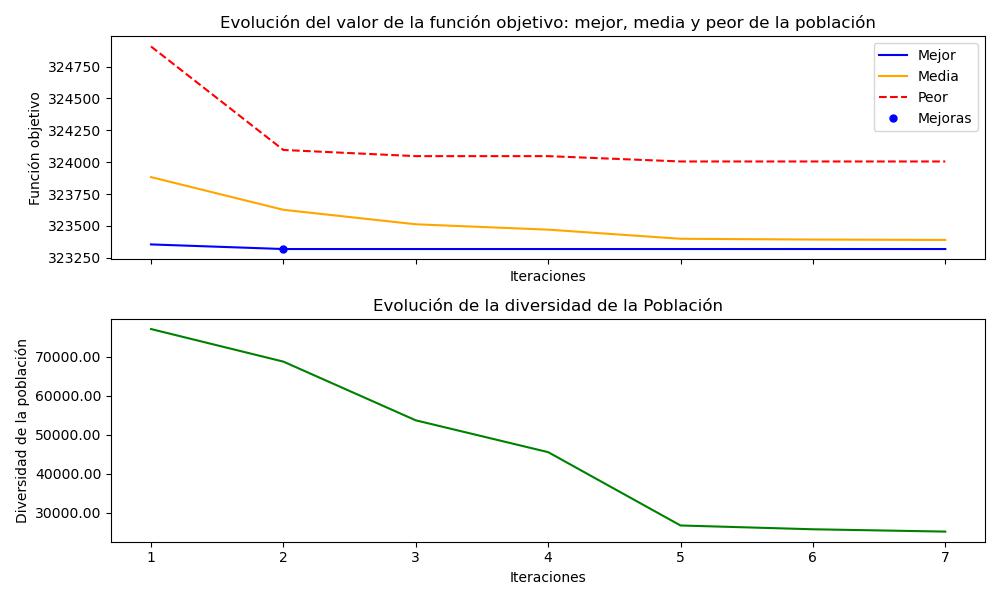 Evolución del valor de la función objetivo: mejor, media y peor de la población
Función objetivo
324750
324500
324250
324000
323750
323500
323250
Mejor
Media
Peor
Mejoras
Iteraciones
Evolución de la diversidad de la Población
Diversidad de la población
70000.00
60000.00
50000.00
40000.00
30000.00
1 2 3 4 5 6 7
Iteraciones